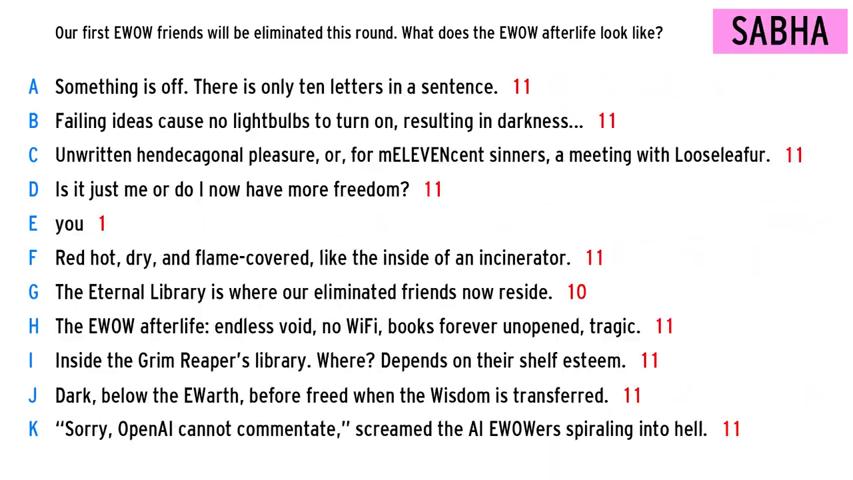 Our first EWOW friends will be eliminated this round. What does the EWOW afterlife look like?
SABHA
A Something is off. There is only ten letters in a sentence. 11
B Failing ideas cause no lightbulbs to turn on, resulting in darkness... 11
C Unwritten hendecagonal pleasure, or, for mELEVENcent sinners, a meeting with Looseleafur. 11
D Is it just me or do I now have more freedom? 11
E you 1
F Red hot, dry, and flame-covered, like the inside of an incinerator. 11
G The Eternal Library is where our eliminated friends now reside. 10
H The EWOW afterlife: endless void, no WiFi, books forever unopened, tragic. 11
I Inside the Grim Reaper's library. Where? Depends on their shelf esteem. 11
J Dark, below the EWarth, before freed when the Wisdom is transferred. 11
K “Sorry, OpenAI cannot commentate,” screamed the AI EWOWers spiraling into hell. 11